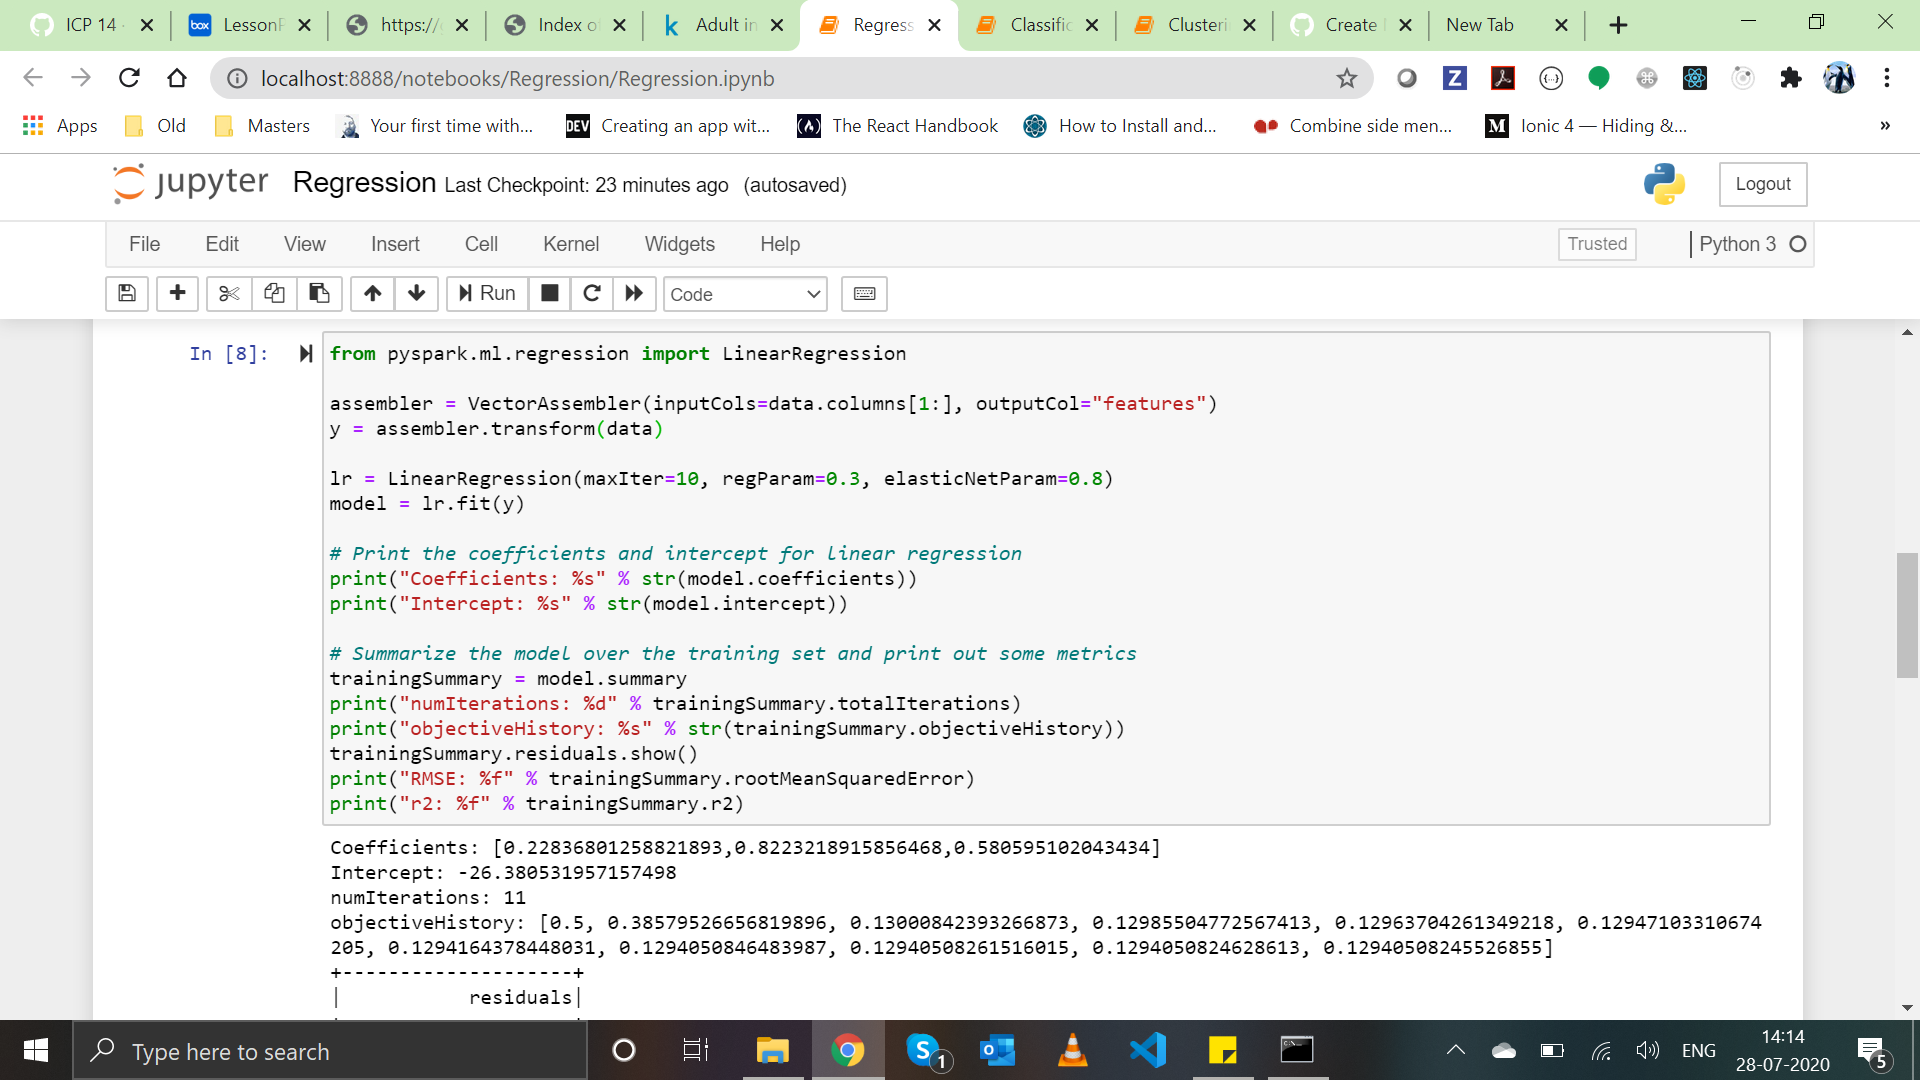 ICP 14
LessonP
https://g
Index o
Adult in
Regress
Classific
Clusteri
Create
New Tab
localhost:8888/notebooks/Regression/Regression.ipynb
Apps
Old
Masters
Your first time with...
DEV
Creating an app wit...
(A)
The React Handbook
How to Install and...
Combine side men...
M
Ionic 4 — Hiding &...
»
jupyter
Regression Last Checkpoint: 23 minutes ago (autosaved)
Logout
File
Edit
View
Insert
Cell
Kernel
Widgets
Help
Trusted
Python 3
Run
Code
In [8]:
from pyspark.ml.regression import LinearRegression
assembler = VectorAssembler(inputCols=data.columns[1:], outputCol="features")
y = assembler.transform(data)
lr = LinearRegression(maxIter=10, regParam=0.3, elasticNetParam=0.8)
model = lr.fit(y)
# Print the coefficients and intercept for linear regression
print("Coefficients: %s" % str(model.coefficients))
print("Intercept: %s" % str(model.intercept))
# Summarize the model over the training set and print out some metrics
trainingSummary = model.summary
print("numIterations: %d" % trainingSummary.totalIterations)
print("objectiveHistory: %s" % str(trainingSummary.objectiveHistory))
trainingSummary.residuals.show()
print("RMSE: %f" % trainingSummary.rootMeanSquaredError)
print("r2: %f" % trainingSummary.r2)
Coefficients: [0.22836801258821893,0.8223218915856468,0.580595102043434]
Intercept: -26.380531957157498
numIterations: 11
objectiveHistory: [0.5, 0.38579526656819896, 0.13000842393266873, 0.12985504772567413, 0.12963704261349218, 0.12947103310674
205, 0.1294164378448031, 0.1294050846483987, 0.12940508261516015, 0.1294050824628613, 0.12940508245526855]
+--------------------+
|           residuals|
Type here to search
1
ENG
14:14
28-07-2020
5